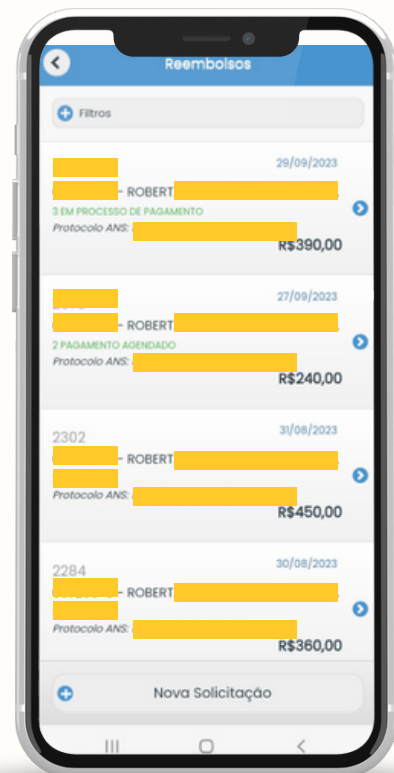 Reembolsos
Filtros
29/09/2023
- ROBERT
3 EM PROCESSO DE PAGAMENTO
Protocolo ANS:
R$390,00
27/09/2023
- ROBERT
2 PAGAMENTO AGENDADO
Protocolo ANS:
R$240,00
2302
31/08/2023
- ROBERT
Protocolo ANS:
R$450,00
2284
30/08/2023
- ROBERT
Protocolo ANS:
R$360,00
Nova Solicitação